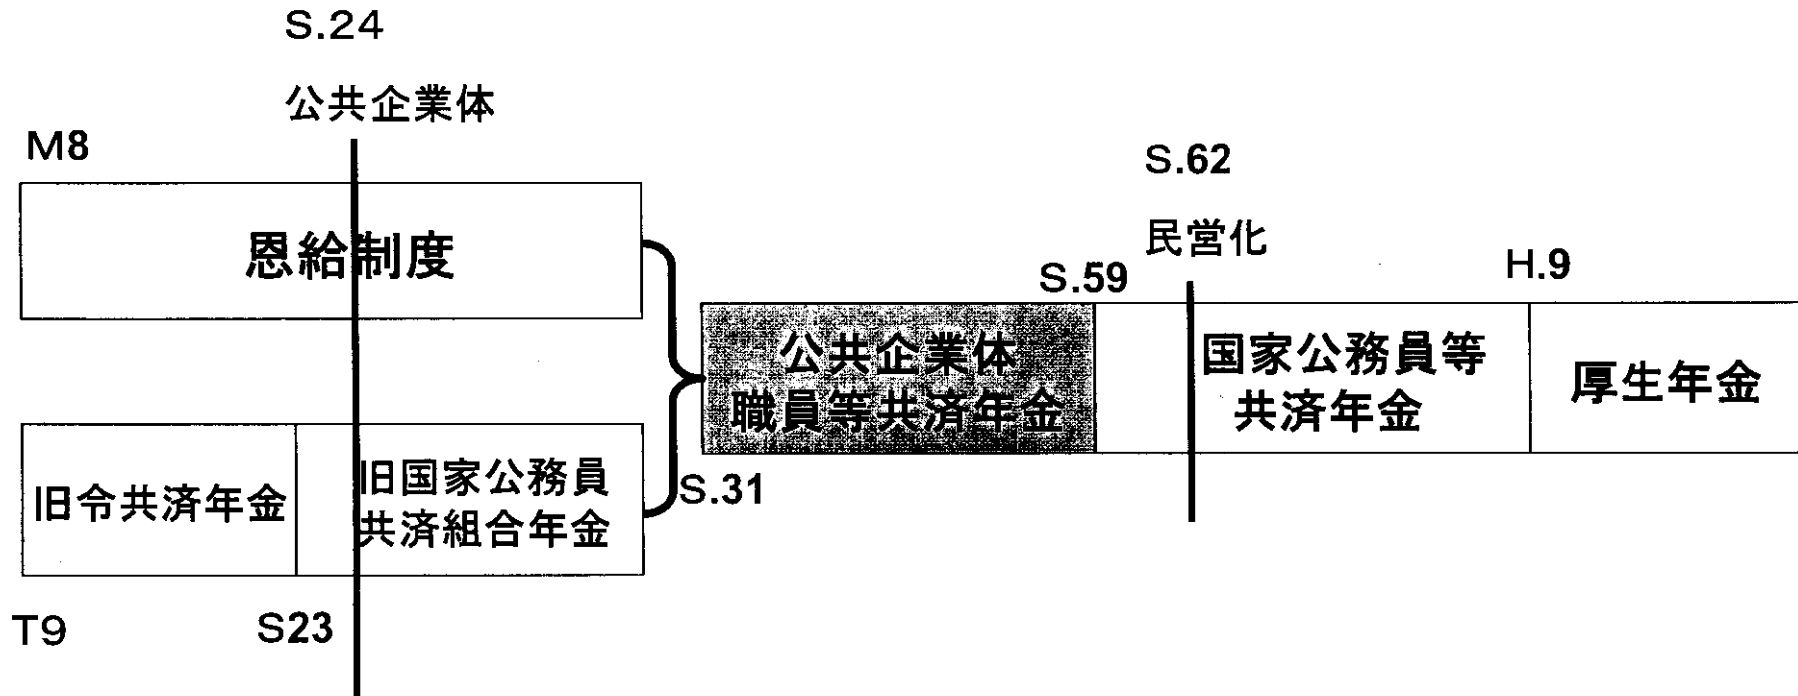 S.24
公共企業体
M8
恩給制度
旧令共済年金
旧国家公務員
共済組合年金
T9
S23
S.31
公共企業体
職員等共済年金
S.59
S.62
民営化
国家公務員等
共済年金
H.9
厚生年金